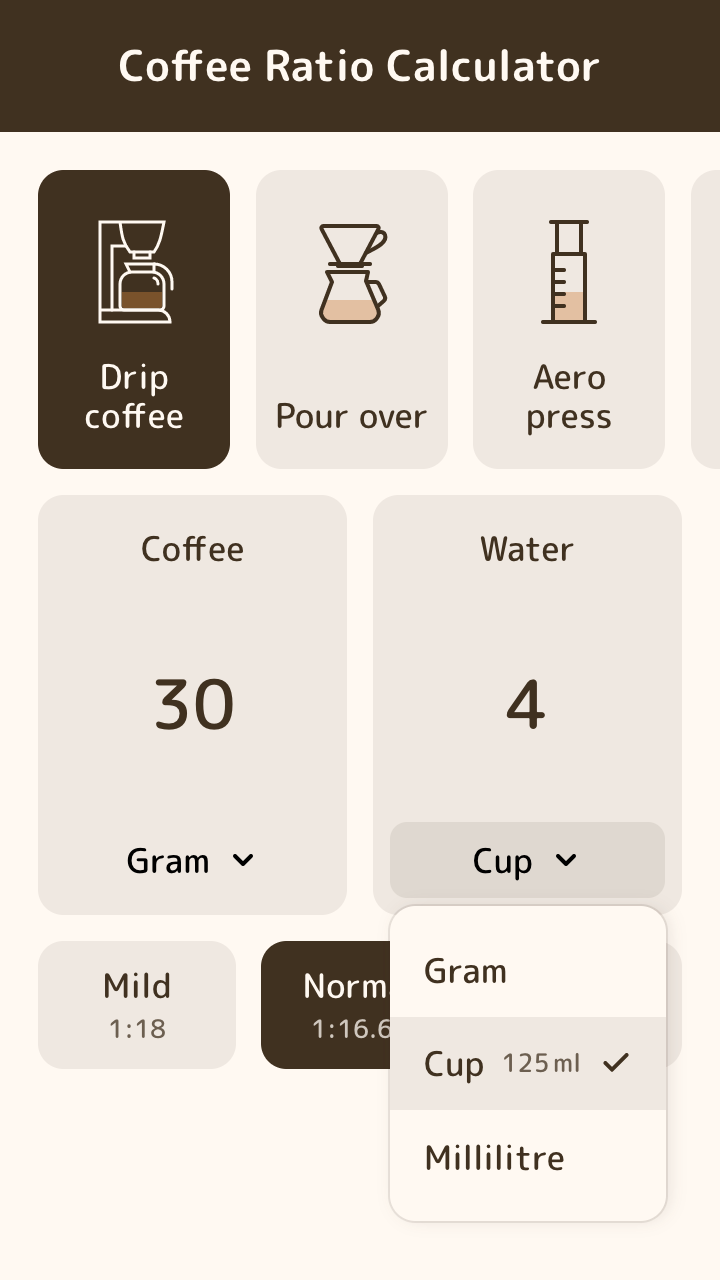 Coffee Ratio Calculator
Drip
coffee
Pour over
Aero
press
Coffee
30
Gram
Water
4
Cup
Mild
1:18
Norm
1:16.6
Gram
Cup 125 ml
Millilitre